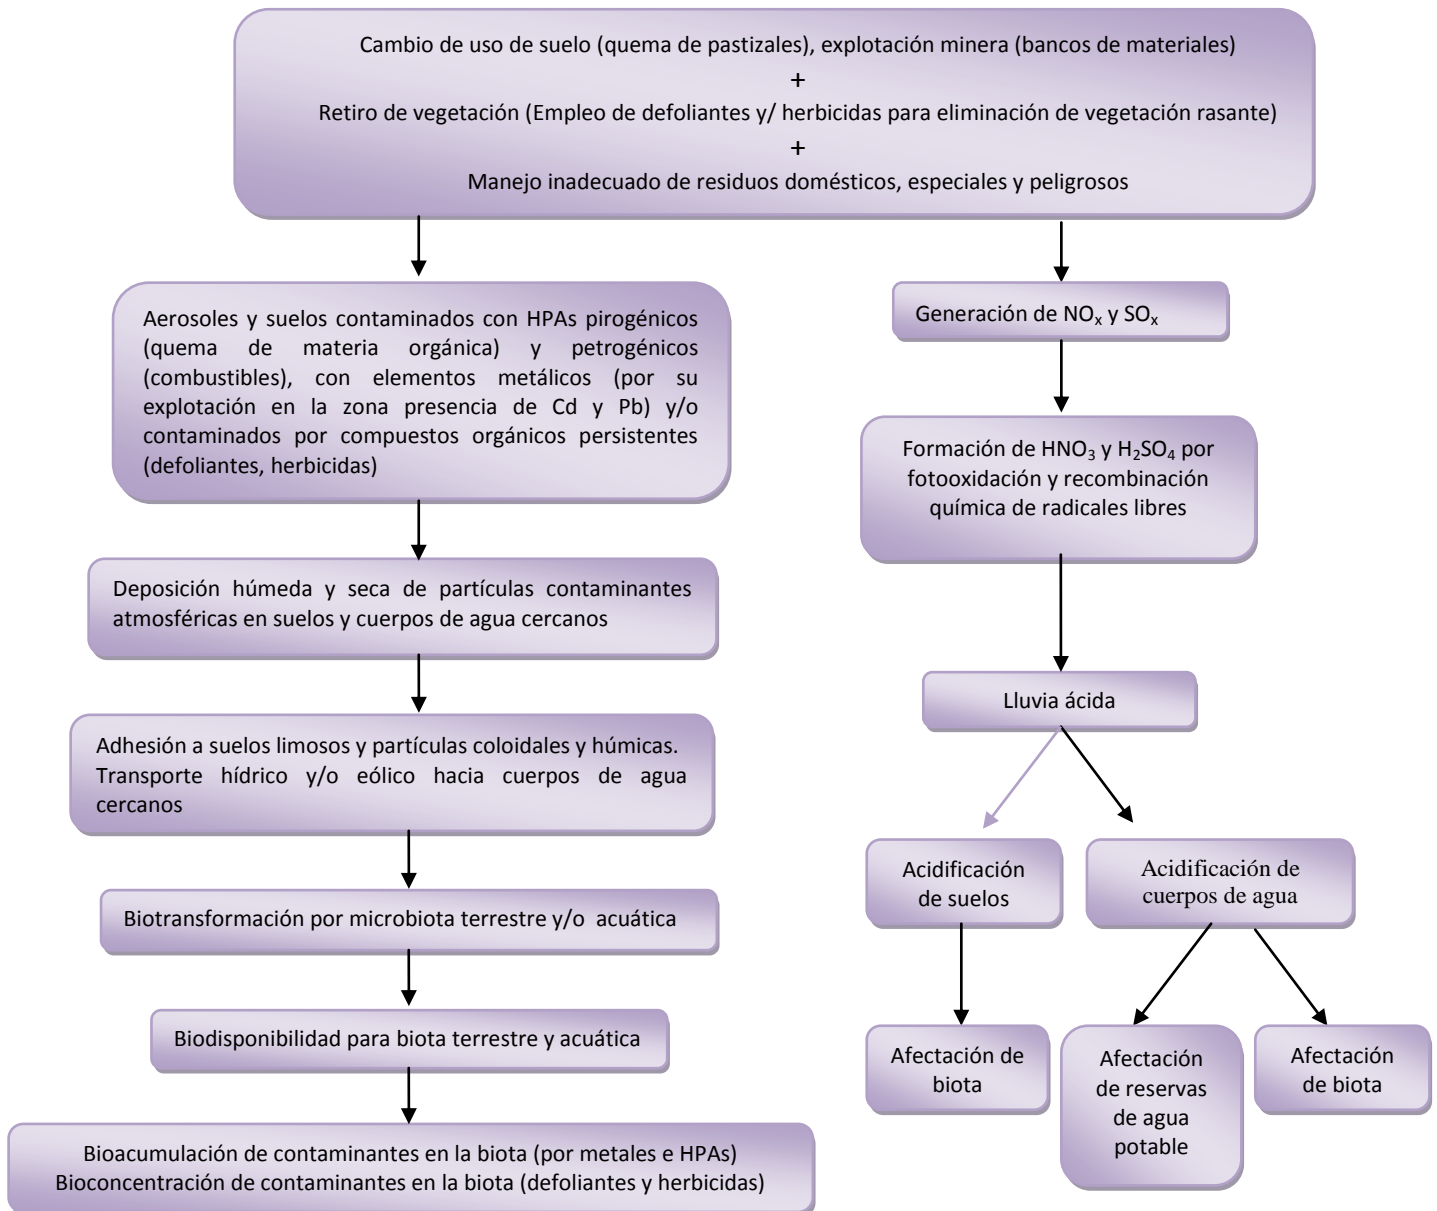 Cambio de uso de suelo (quema de pastizales), explotación minera (bancos de materiales)
+
Retiro de vegetación (Empleo de defoliantes y/ herbicidas para eliminación de vegetación rasante)
+
Manejo inadecuado de residuos domésticos, especiales y peligrosos
Aerosoles y suelos contaminados con HPAs pirogénicos
(quema de materia orgánica) y petrogénicos
(combustibles), con elementos metálicos (por su
explotación en la zona presencia de Cd y Pb) y/o
contaminados por compuestos orgánicos persistentes
(defoliantes, herbicidas)
Deposición húmeda y seca de partículas contaminantes
atmosféricas en suelos y cuerpos de agua cercanos
Adhesión a suelos limosos y partículas coloidales y húmicas.
Transporte hídrico y/o eólico hacia cuerpos de agua
cercanos
Biotransformación por microbiota terrestre y/o acuática
Biodisponibilidad para biota terrestre y acuática
Bioacumulación de contaminantes en la biota (por metales e HPAs)
Bioconcentración de contaminantes en la biota (defoliantes y herbicidas)
Generación de NOₓ y SOₓ
Formación de HNO₃ y H₂SO₄ por
fotooxidación y recombinación
química de radicales libres
Lluvia ácida
Acidificación
de suelos
Acidificación de
cuerpos de agua
Afectación de
biota
Afectación
de reservas
de agua
potable
Afectación
de biota